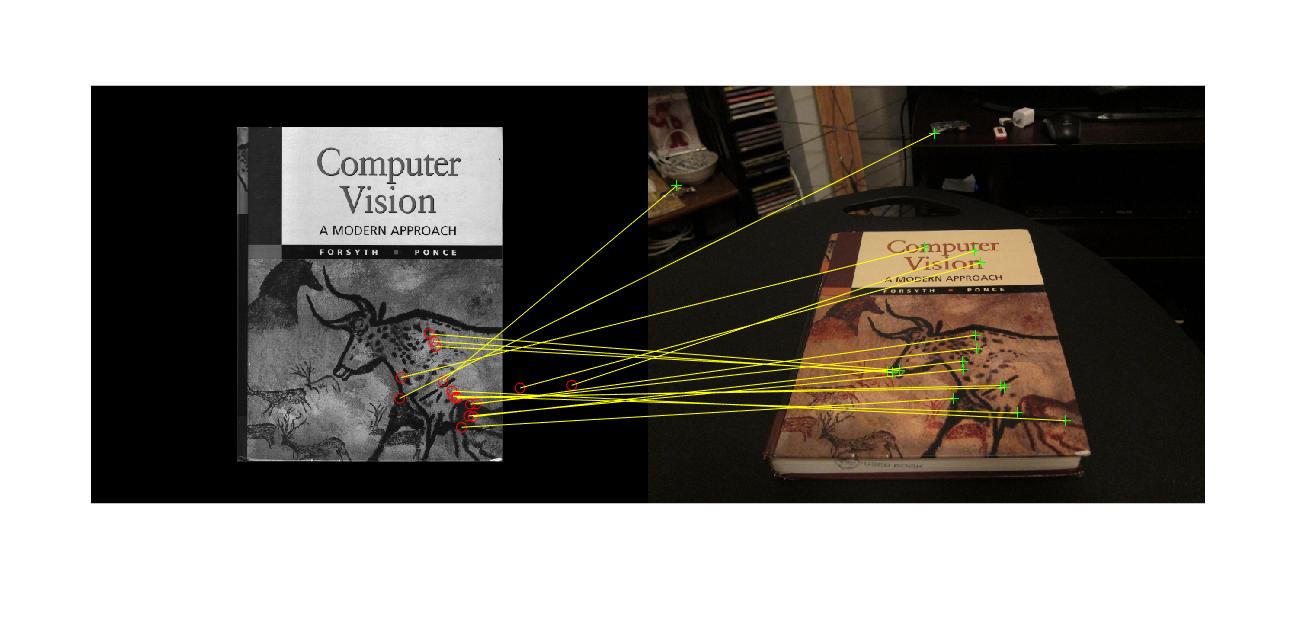 Computer
Vision
A MODERN APPROACH
FORSYTH ■ PONCE
Computer
Vision
A MODERN APPROACH
FORSYTH ■ PONCE
USED BOOK